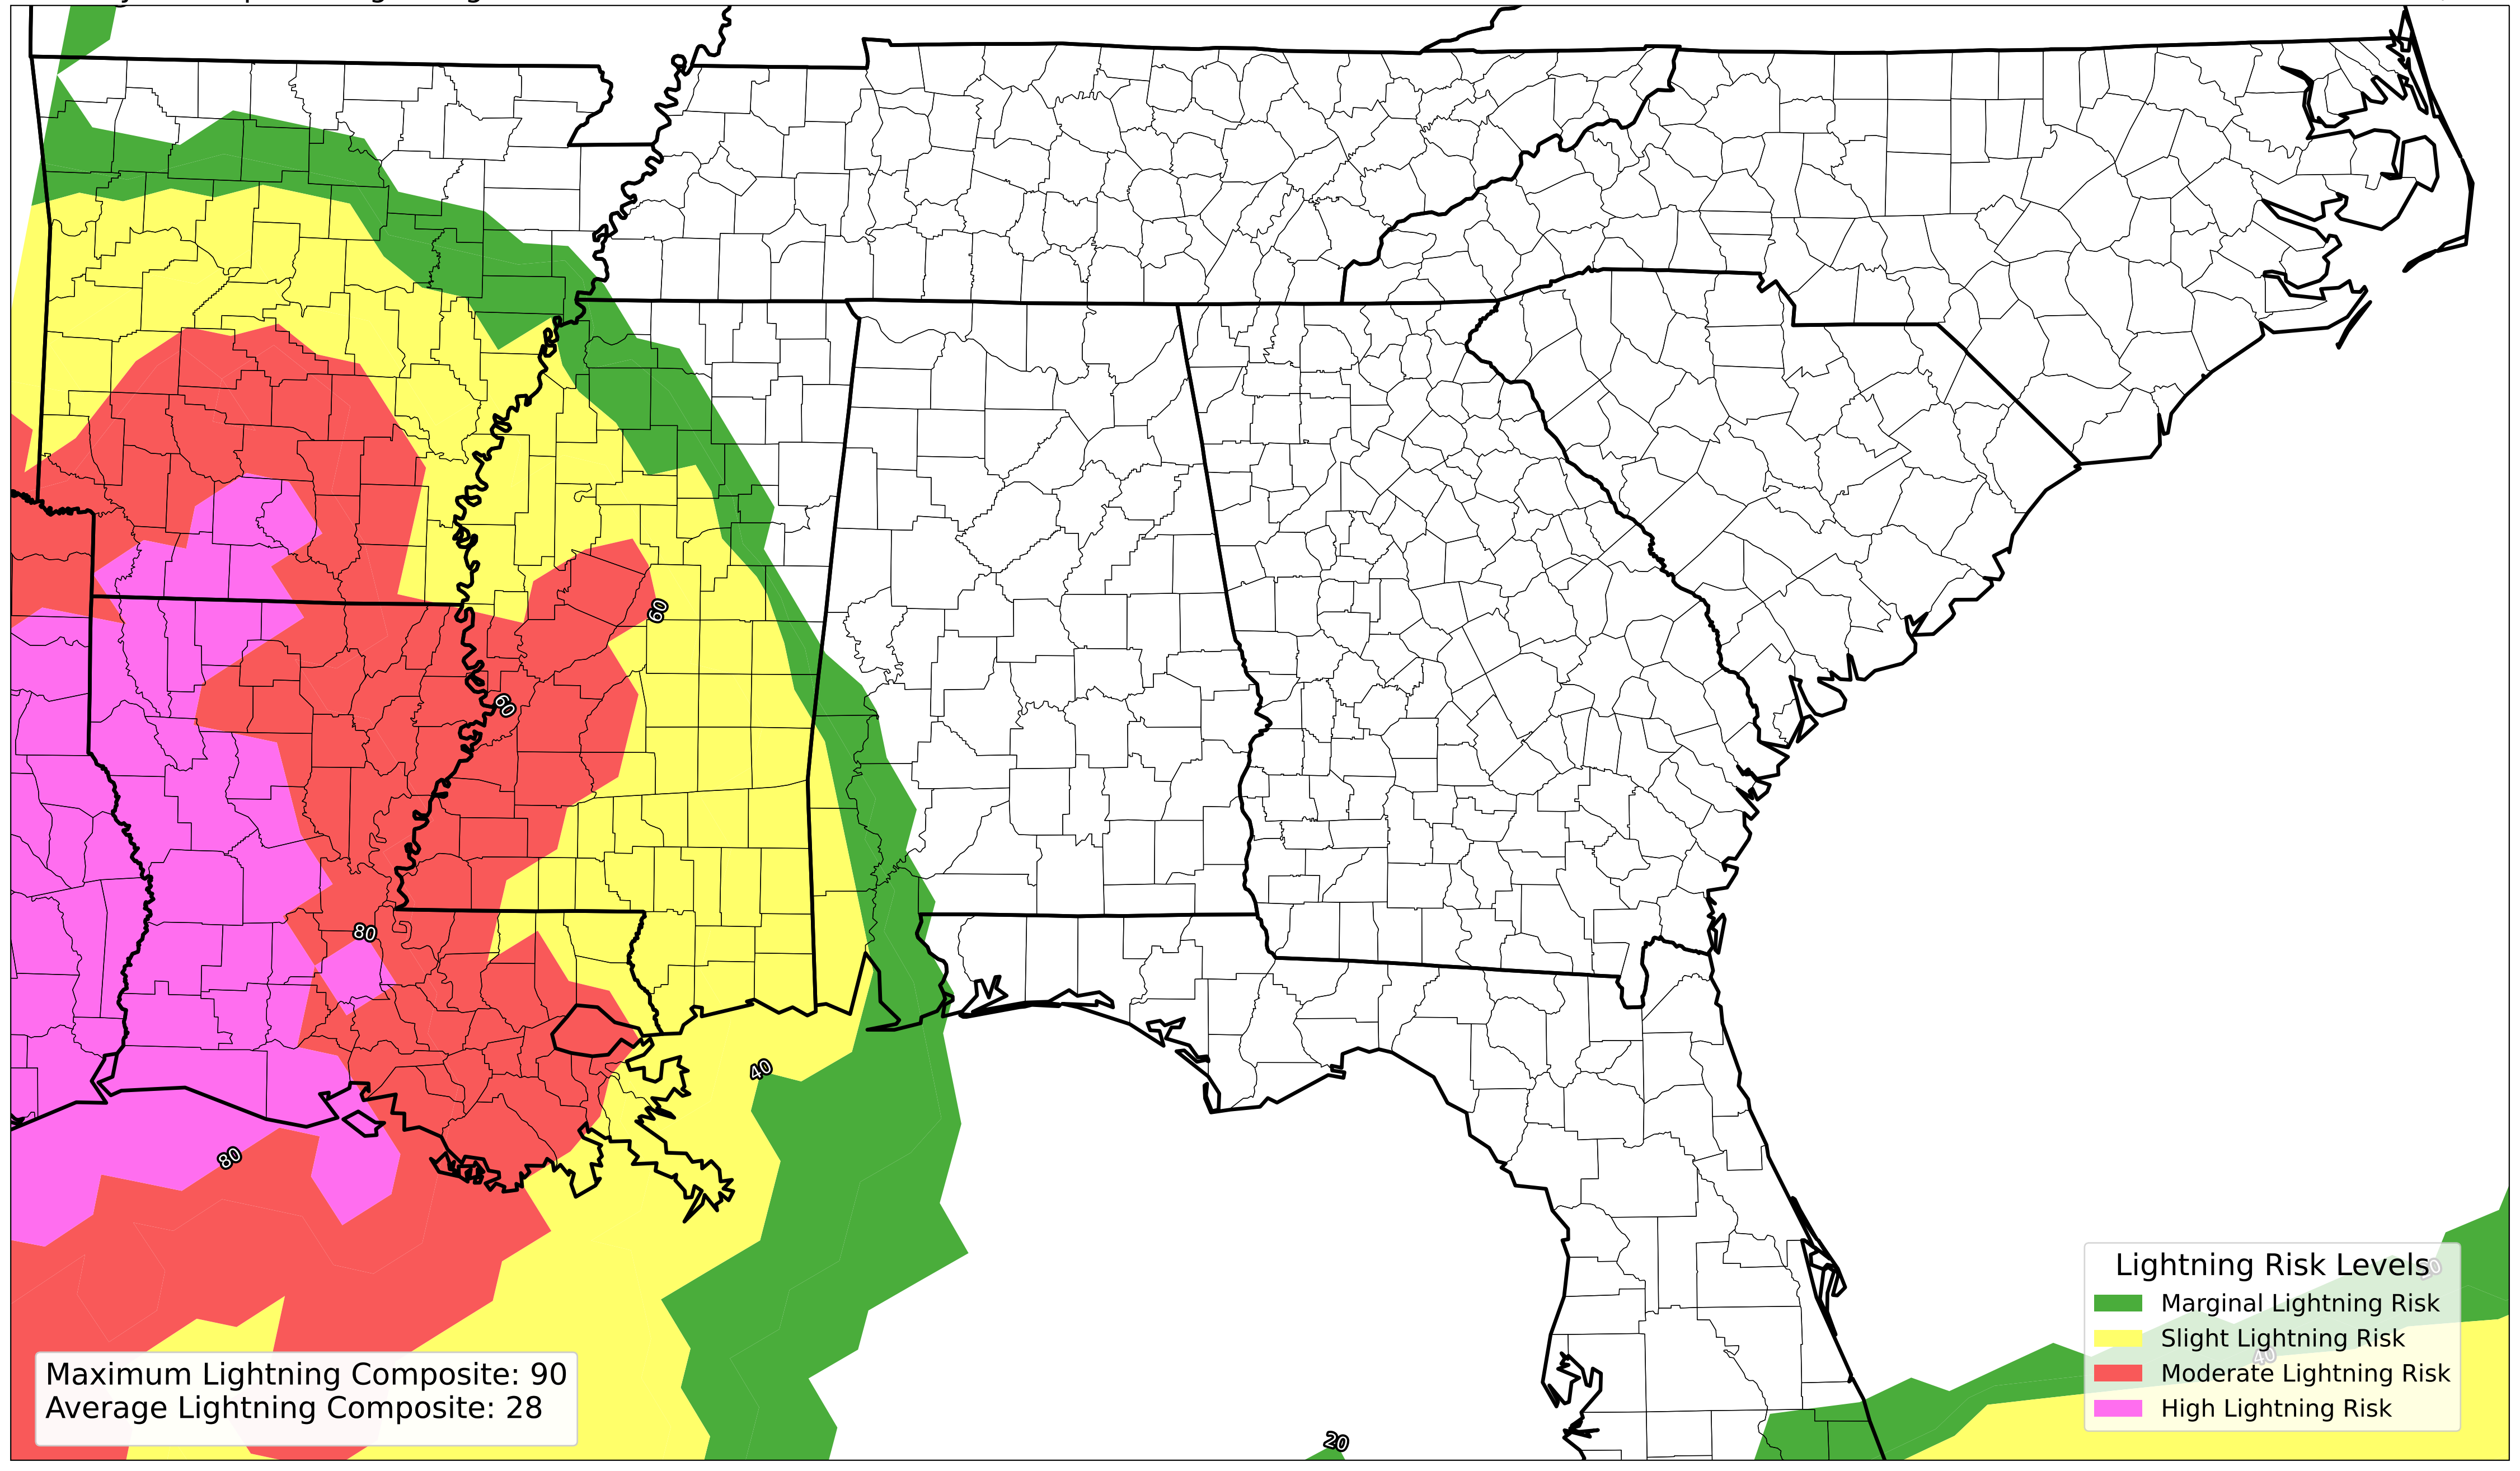 60
60
80
40
80
Lightning Risk Levels
Marginal Lightning Risk
40
Slight Lightning Risk
Moderate Lightning Risk
High Lightning Risk
Maximum Lightning Composite: 90
Average Lightning Composite: 28
20